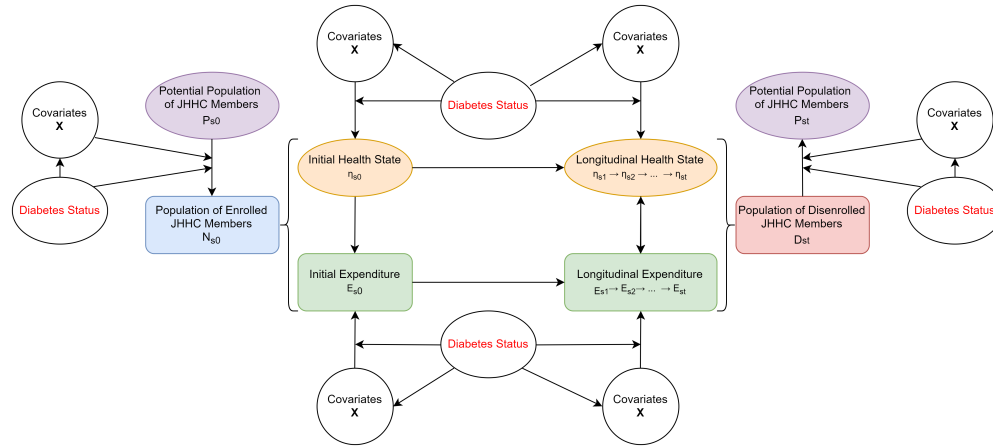 Covariates
X
Diabetes Status
Potential Population
of JHHC Members
Ps0
Population of Enrolled
JHHC Members
Ns0
Covariates
X
Covariates
X
Diabetes Status
Initial Health State
ηs0
Longitudinal Health State
ηs1 → ηs2 → ... → ηst
Initial Expenditure
Es0
Longitudinal Expenditure
Es1 → Es2 → ... → Est
Diabetes Status
Covariates
X
Covariates
X
Potential Population
of JHHC Members
Pst
Population of Disenrolled
JHHC Members
Dst
Covariates
X
Diabetes Status